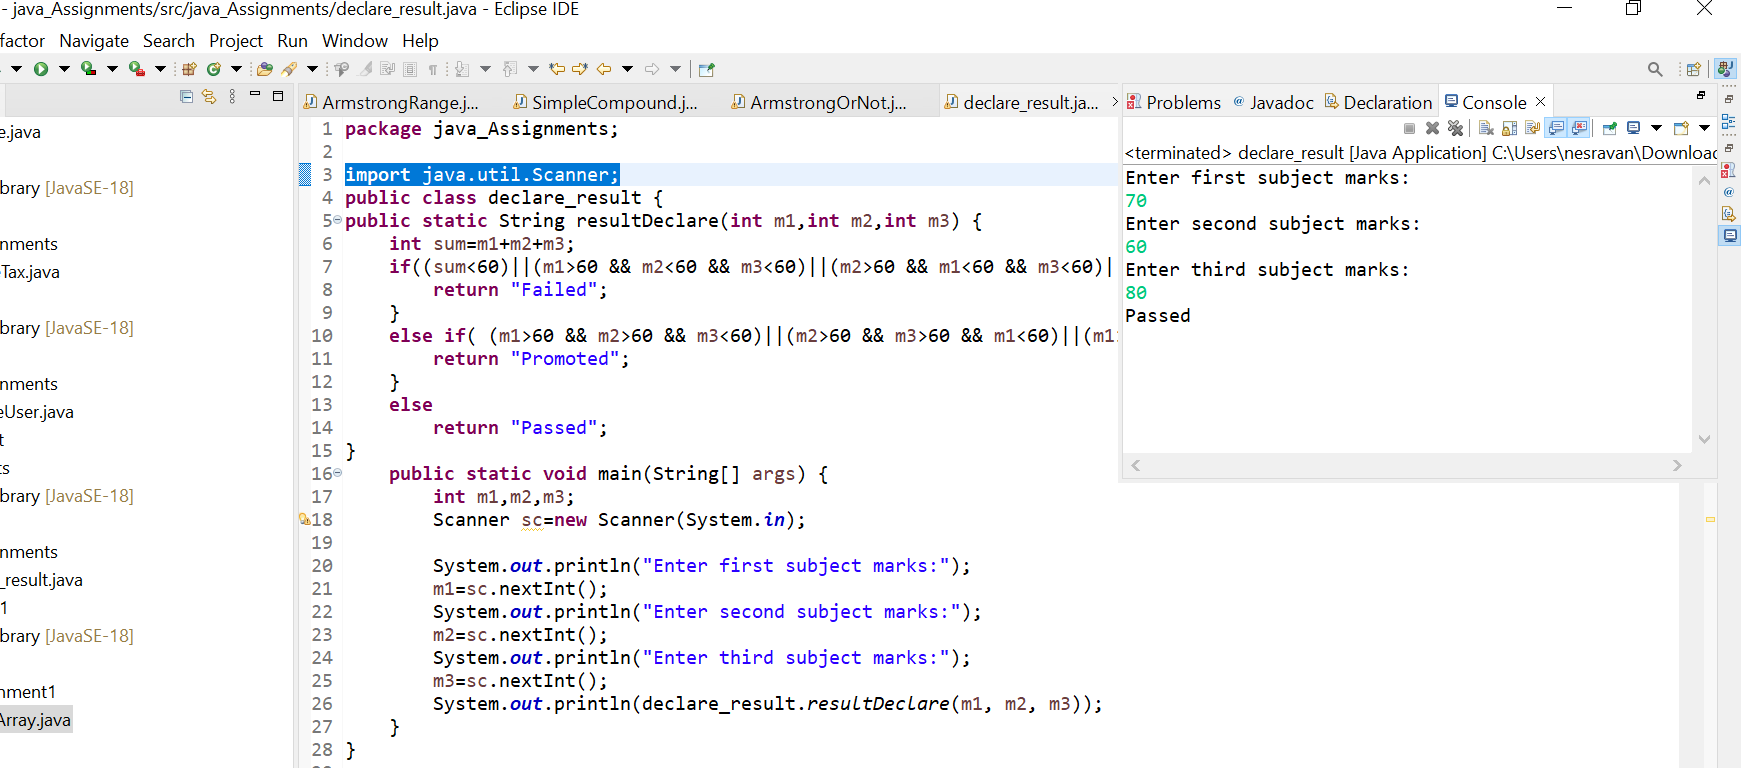 - java_Assignments/src/java_Assignments/declare_result.java - Eclipse IDE
factor Navigate Search Project Run Window Help
e.java
brary [JavaSE-18]
nments
Tax.java
brary [JavaSE-18]
nments
eUser.java
t
ts
brary [JavaSE-18]
nments
_result.java
1
brary [JavaSE-18]
nment1
Array.java
ArmstrongRange.j... SimpleCompound.j... ArmstrongOrNot.j... declare_result.ja...
1 package java_Assignments;
2
3 import java.util.Scanner;
4 public class declare_result {
5 public static String resultDeclare(int m1,int m2,int m3) {
6 int sum=m1+m2+m3;
7 if((sum<60)||(m1>60 && m2<60 && m3<60)||(m2>60 && m1<60 && m3<60)|
8 return "Failed";
9 }
10 else if( (m1>60 && m2>60 && m3<60)||(m2>60 && m3>60 && m1<60)||(m1
11 return "Promoted";
12 }
13 else
14 return "Passed";
15 }
16 public static void main(String[] args) {
17 int m1,m2,m3;
18 Scanner sc=new Scanner(System.in);
19
20 System.out.println("Enter first subject marks:");
21 m1=sc.nextInt();
22 System.out.println("Enter second subject marks:");
23 m2=sc.nextInt();
24 System.out.println("Enter third subject marks:");
25 m3=sc.nextInt();
26 System.out.println(declare_result.resultDeclare(m1, m2, m3));
27 }
28 }
Problems Javadoc Declaration Console
<terminated> declare_result [Java Application] C:\Users\nesravan\Downloac
Enter first subject marks:
70
Enter second subject marks:
60
Enter third subject marks:
80
Passed